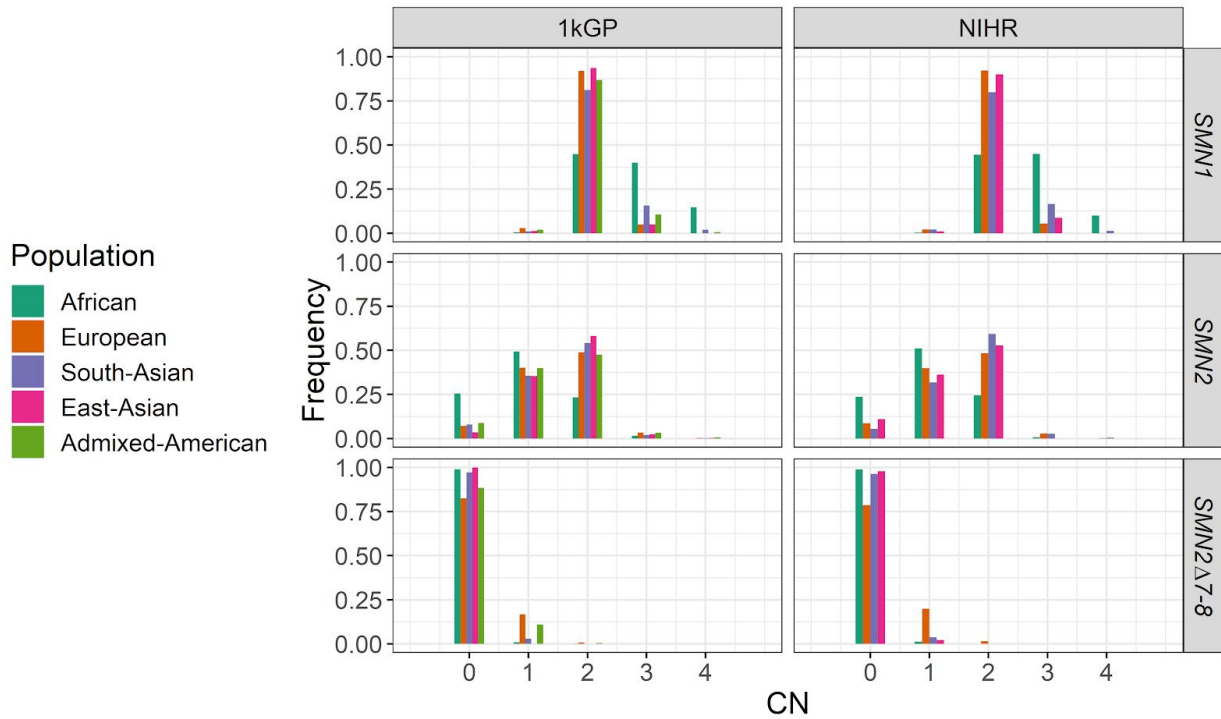 1kGP
NIHR
1.00
0.75
0.50
0.25
0.00
SMN1
Population
African
European
South-Asian
East-Asian
Admixed-American
Frequency
1.00
0.75
0.50
0.25
0.00
SMN2
1.00
0.75
0.50
0.25
0.00
SMN2Δ7-8
0 1 2 3 4
0 1 2 3 4
CN